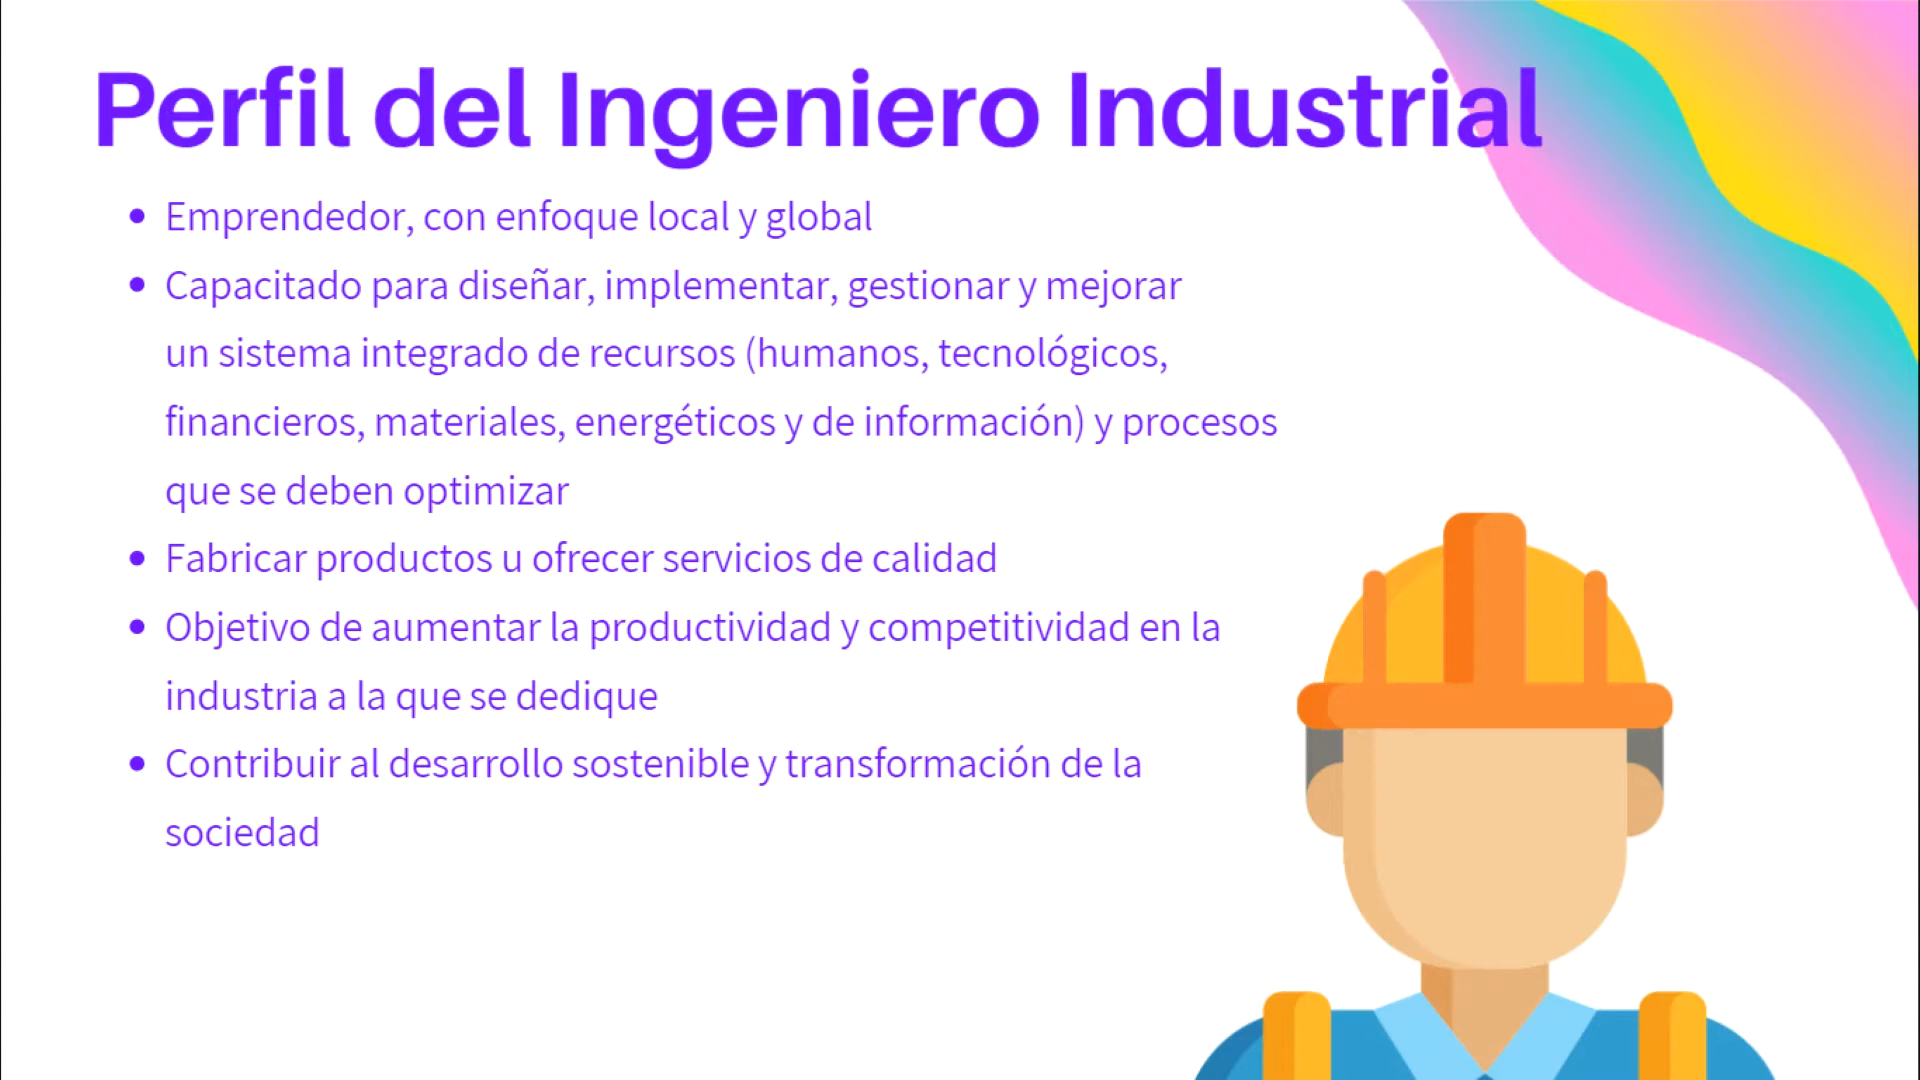 Perfil del Ingeniero Industrial
• Emprendedor, con enfoque local y global
• Capacitado para diseñar, implementar, gestionar y mejorar
un sistema integrado de recursos (humanos, tecnológicos,
financieros, materiales, energéticos y de información) y procesos
que se deben optimizar
• Fabricar productos u ofrecer servicios de calidad
• Objetivo de aumentar la productividad y competitividad en la
industria a la que se dedique
• Contribuir al desarrollo sostenible y transformación de la
sociedad